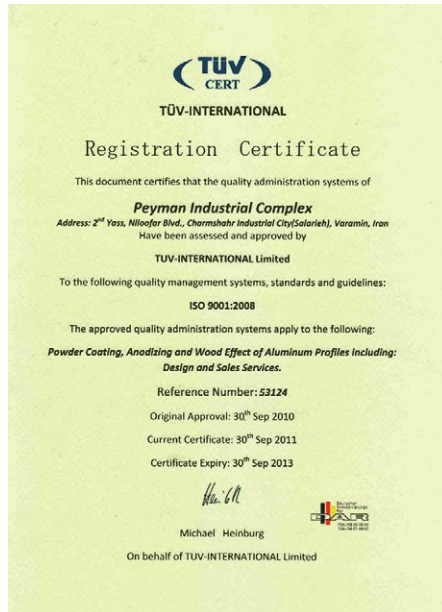 TÜV
CERT
TÜV-INTERNATIONAL
Registration Certificate
This document certifies that the quality administration systems of
Peyman Industrial Complex
Address: 2nd Yass, Niloofar Blvd., Charmshahr Industrial City(Salarieh), Varamin, Iran
Have been assessed and approved by
TUV-INTERNATIONAL Limited
To the following quality management systems, standards and guidelines:
ISO 9001:2008
The approved quality administration systems apply to the following:
Powder Coating, Anodizing and Wood Effect of Aluminum Profiles including:
Design and Sales Services.
Reference Number: 53124
Original Approval: 30th Sep 2010
Current Certificate: 30th Sep 2011
Certificate Expiry: 30th Sep 2013
Michael Heinburg
On behalf of TUV-INTERNATIONAL Limited
Deutscher
DAR